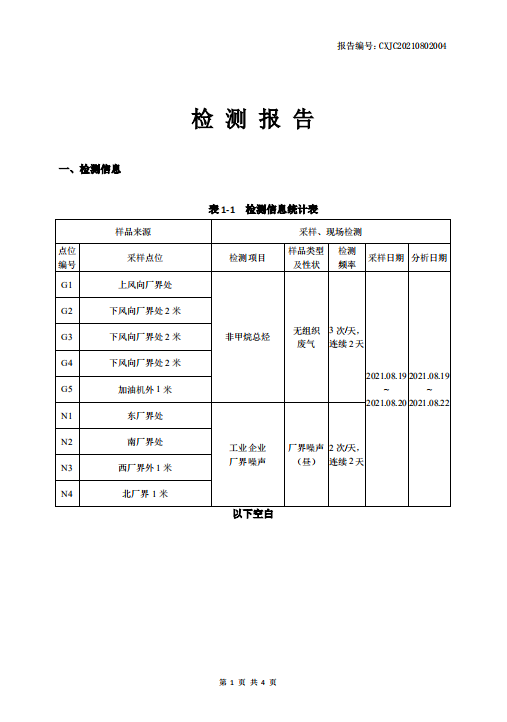 报告编号：CXJC20210802004
检 测 报 告
一、检测信息
表 1-1 检测信息统计表
样品来源 采样、现场检测
点位编号 采样点位 检测项目 样品类型及性状 检测频率 采样日期 分析日期
G1 上风向厂界处
G2 下风向厂界处 2 米
G3 下风向厂界处 2 米
G4 下风向厂界处 2 米
G5 加油机外 1 米
非甲烷总烃 无组织废气 3 次/天，连续 2 天
N1 东厂界处
N2 南厂界处
N3 西厂界外 1 米
N4 北厂界 1 米
工业企业厂界噪声 厂界噪声（昼） 2 次/天，连续 2 天
2021.08.19～2021.08.20 2021.08.19～2021.08.22
以下空白
第 1 页 共 4 页